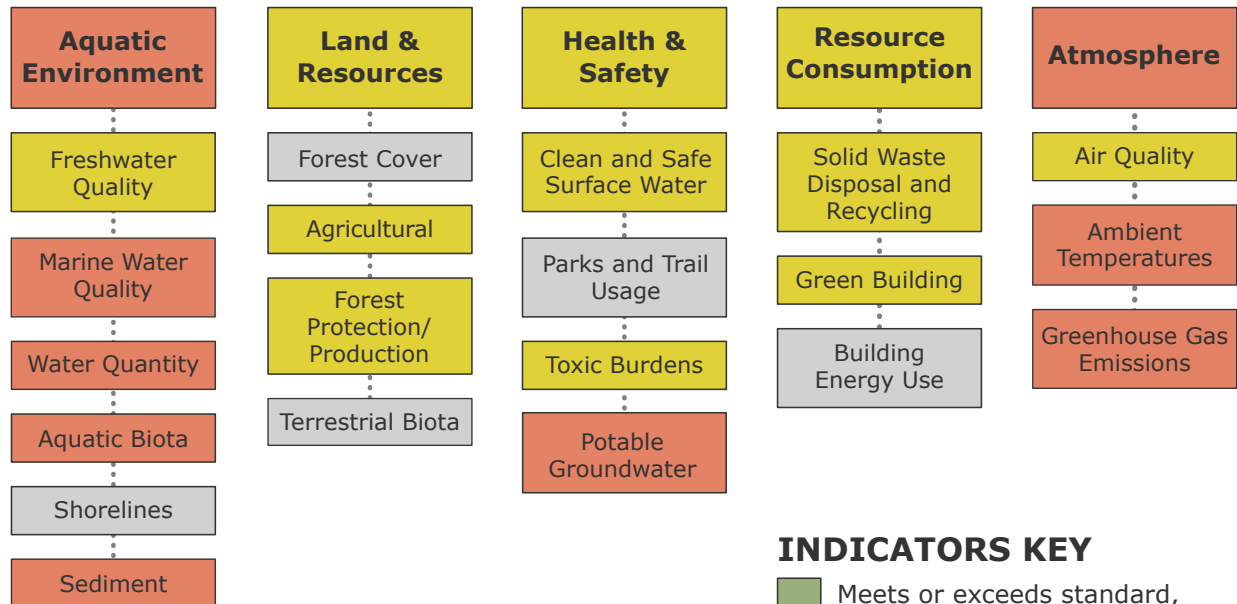 Aquatic
Environment
Freshwater
Quality
Marine Water
Quality
Water Quantity
Aquatic Biota
Shorelines
Sediment
Land &
Resources
Forest Cover
Agricultural
Forest
Protection/
Production
Terrestrial Biota
Health &
Safety
Clean and Safe
Surface Water
Parks and Trail
Usage
Toxic Burdens
Potable
Groundwater
Resource
Consumption
Solid Waste
Disposal and
Recycling
Green Building
Building
Energy Use
Atmosphere
Air Quality
Ambient
Temperatures
Greenhouse Gas
Emissions
INDICATORS KEY
Meets or exceeds standard,